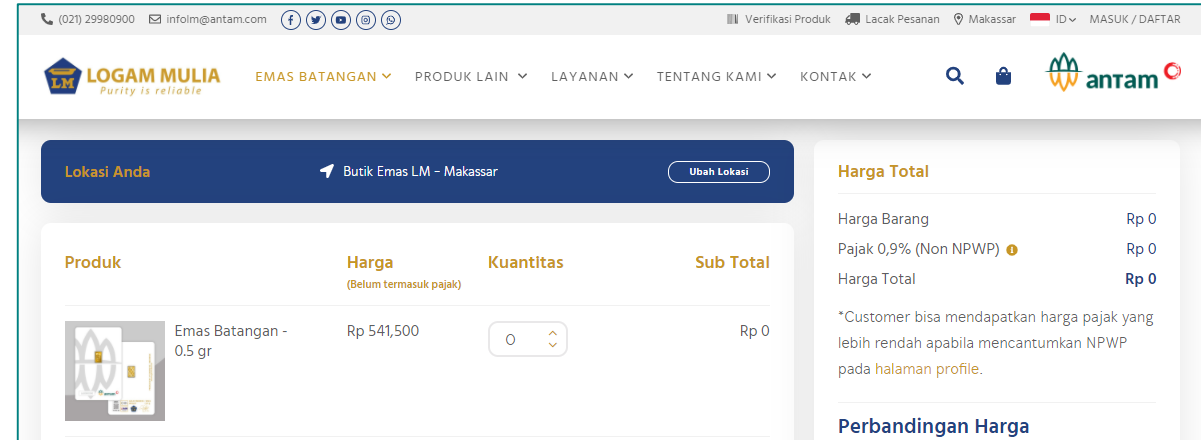 (021) 29980900 infolm@antam.com Verifikasi Produk Lacak Pesanan Makassar ID MASUK / DAFTAR
LOGAM MULIA
Purity is reliable
EMAS BATANGAN PRODUK LAIN LAYANAN TENTANG KAMI KONTAK
antam
Lokasi Anda Butik Emas LM – Makassar Ubah Lokasi
Produk Harga Kuantitas Sub Total
(Belum termasuk pajak)
Emas Batangan - Rp 541,500 0 Rp 0
0.5 gr
Harga Total
Harga Barang Rp 0
Pajak 0,9% (Non NPWP) Rp 0
Harga Total Rp 0
*Customer bisa mendapatkan harga pajak yang
lebih rendah apabila mencantumkan NPWP
pada halaman profile.
Perbandingan Harga